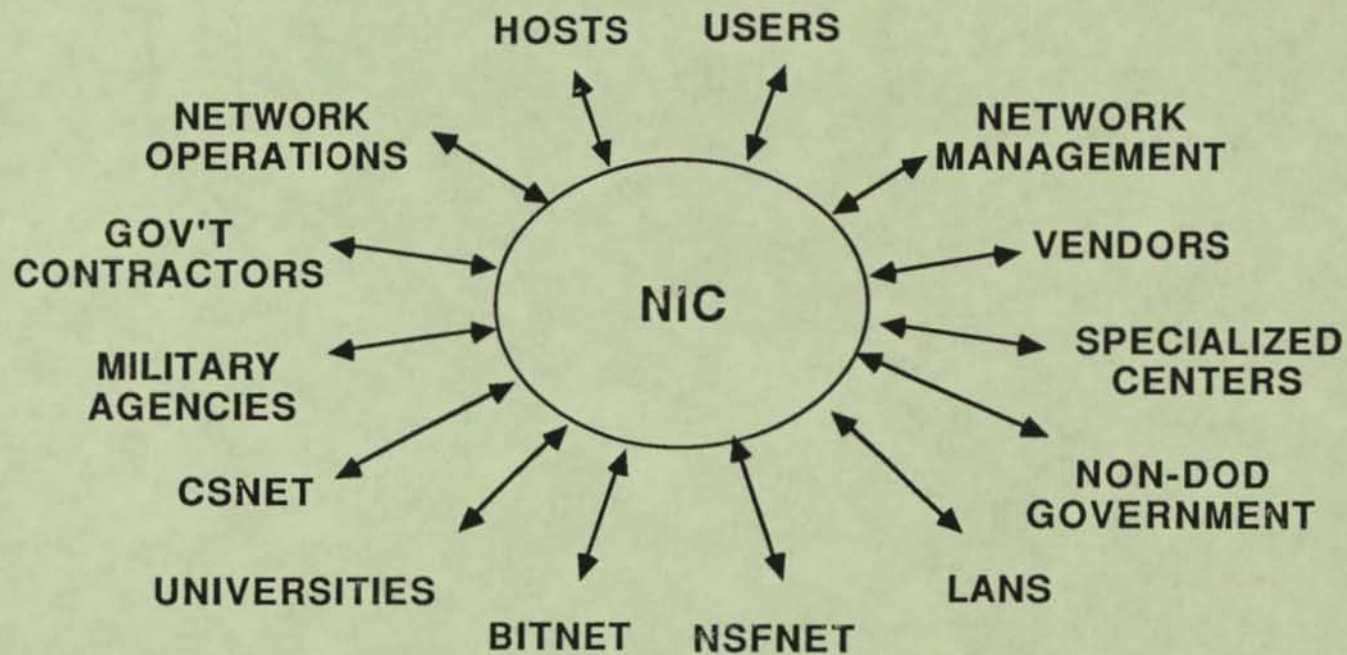 HOSTS
USERS
NETWORK
OPERATIONS
NETWORK
MANAGEMENT
GOV'T
CONTRACTORS
VENDORS
NIC
MILITARY
AGENCIES
SPECIALIZED
CENTERS
CSNET
NON-DOD
GOVERNMENT
UNIVERSITIES
LANS
BITNET
NSFNET